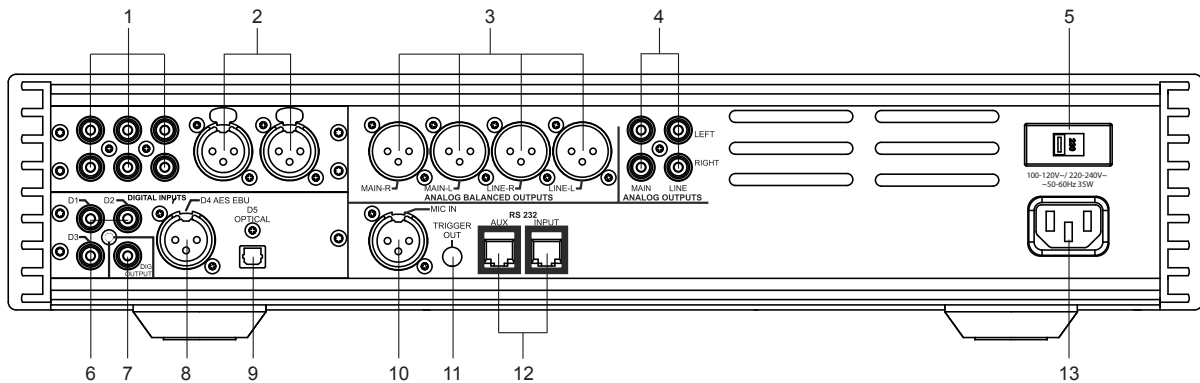 1
2
3
4
5
LEFT
RIGHT
MAIN-R
MAIN-L
LINE-R
LINE-L
MAIN
LINE
ANALOG BALANCED OUTPUTS
ANALOG OUTPUTS
100-120V~/ 220-240V~
~50-60Hz 35W
D1
D2
DIGITAL INPUTS
D4 AES EBU
D5
OPTICAL
D3
DIG
OUTPUT
MIC IN
TRIGGER
OUT
RS 232
AUX
INPUT
6
7
8
9
10
11
12
13